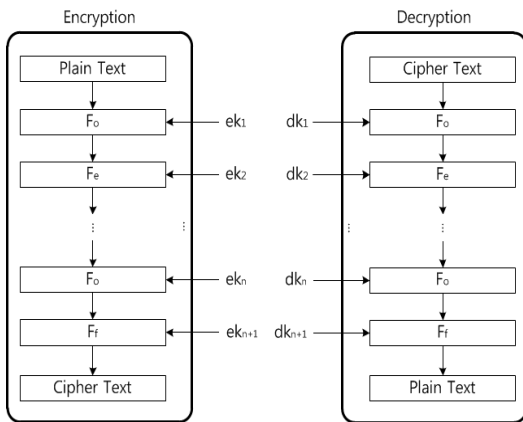 Encryption
Plain Text
Fo
ek1
Fe
ek2
⋮
⋮
Fo
ekn
Ff
ekn+1
Cipher Text
Decryption
Cipher Text
dk1
Fo
dk2
Fe
⋮
⋮
dkn
Fo
dkn+1
Ff
Plain Text